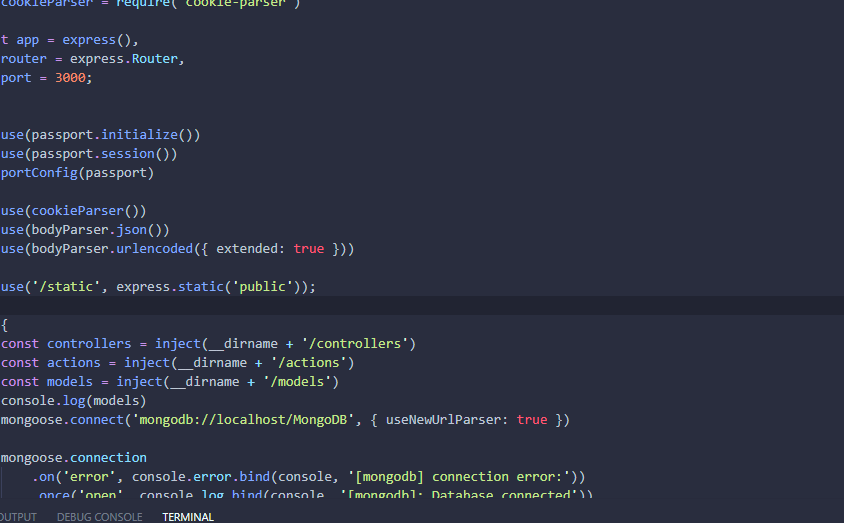 cookieParser = require('cookie-parser')
t app = express(),
router = express.Router,
port = 3000;
use(passport.initialize())
use(passport.session())
portConfig(passport)
use(cookieParser())
use(bodyParser.json())
use(bodyParser.urlencoded({ extended: true }))
use('/static', express.static('public'));
{
const controllers = inject(__dirname + '/controllers')
const actions = inject(__dirname + '/actions')
const models = inject(__dirname + '/models')
console.log(models)
mongoose.connect('mongodb://localhost/MongoDB', { useNewUrlParser: true })
mongoose.connection
.on('error', console.error.bind(console, '[mongodb] connection error:'))
.once('open', console.log.bind(console, '[mongodb]: Database connected'))
OUTPUT DEBUG CONSOLE TERMINAL